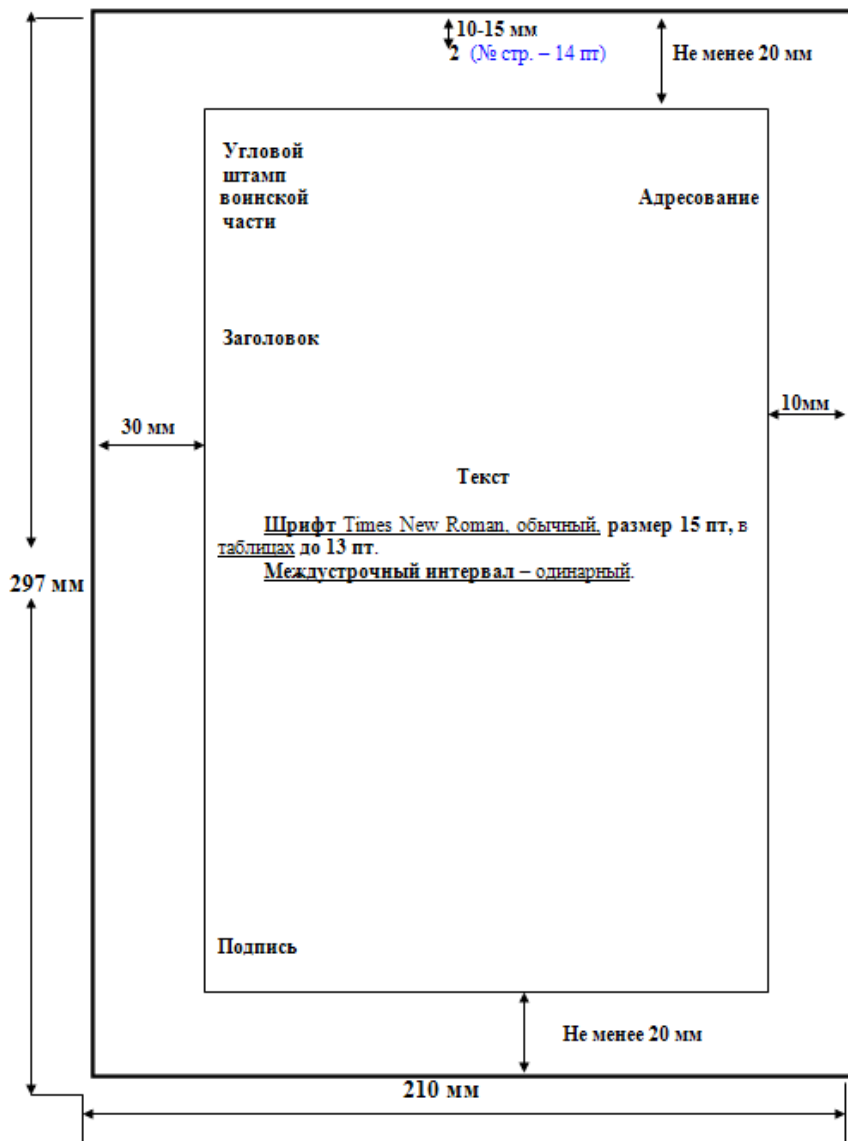 10-15 мм
2 (№ стр. – 14 пт)
Не менее 20 мм
Угловой
штамп
воинской
части
Адресование
Заголовок
10мм
30 мм
Текст
Шрифт Times New Roman, обычный, размер 15 пт, в
таблицах до 13 пт.
Междустрочный интервал – одинарный.
297 мм
Подпись
Не менее 20 мм
210 мм